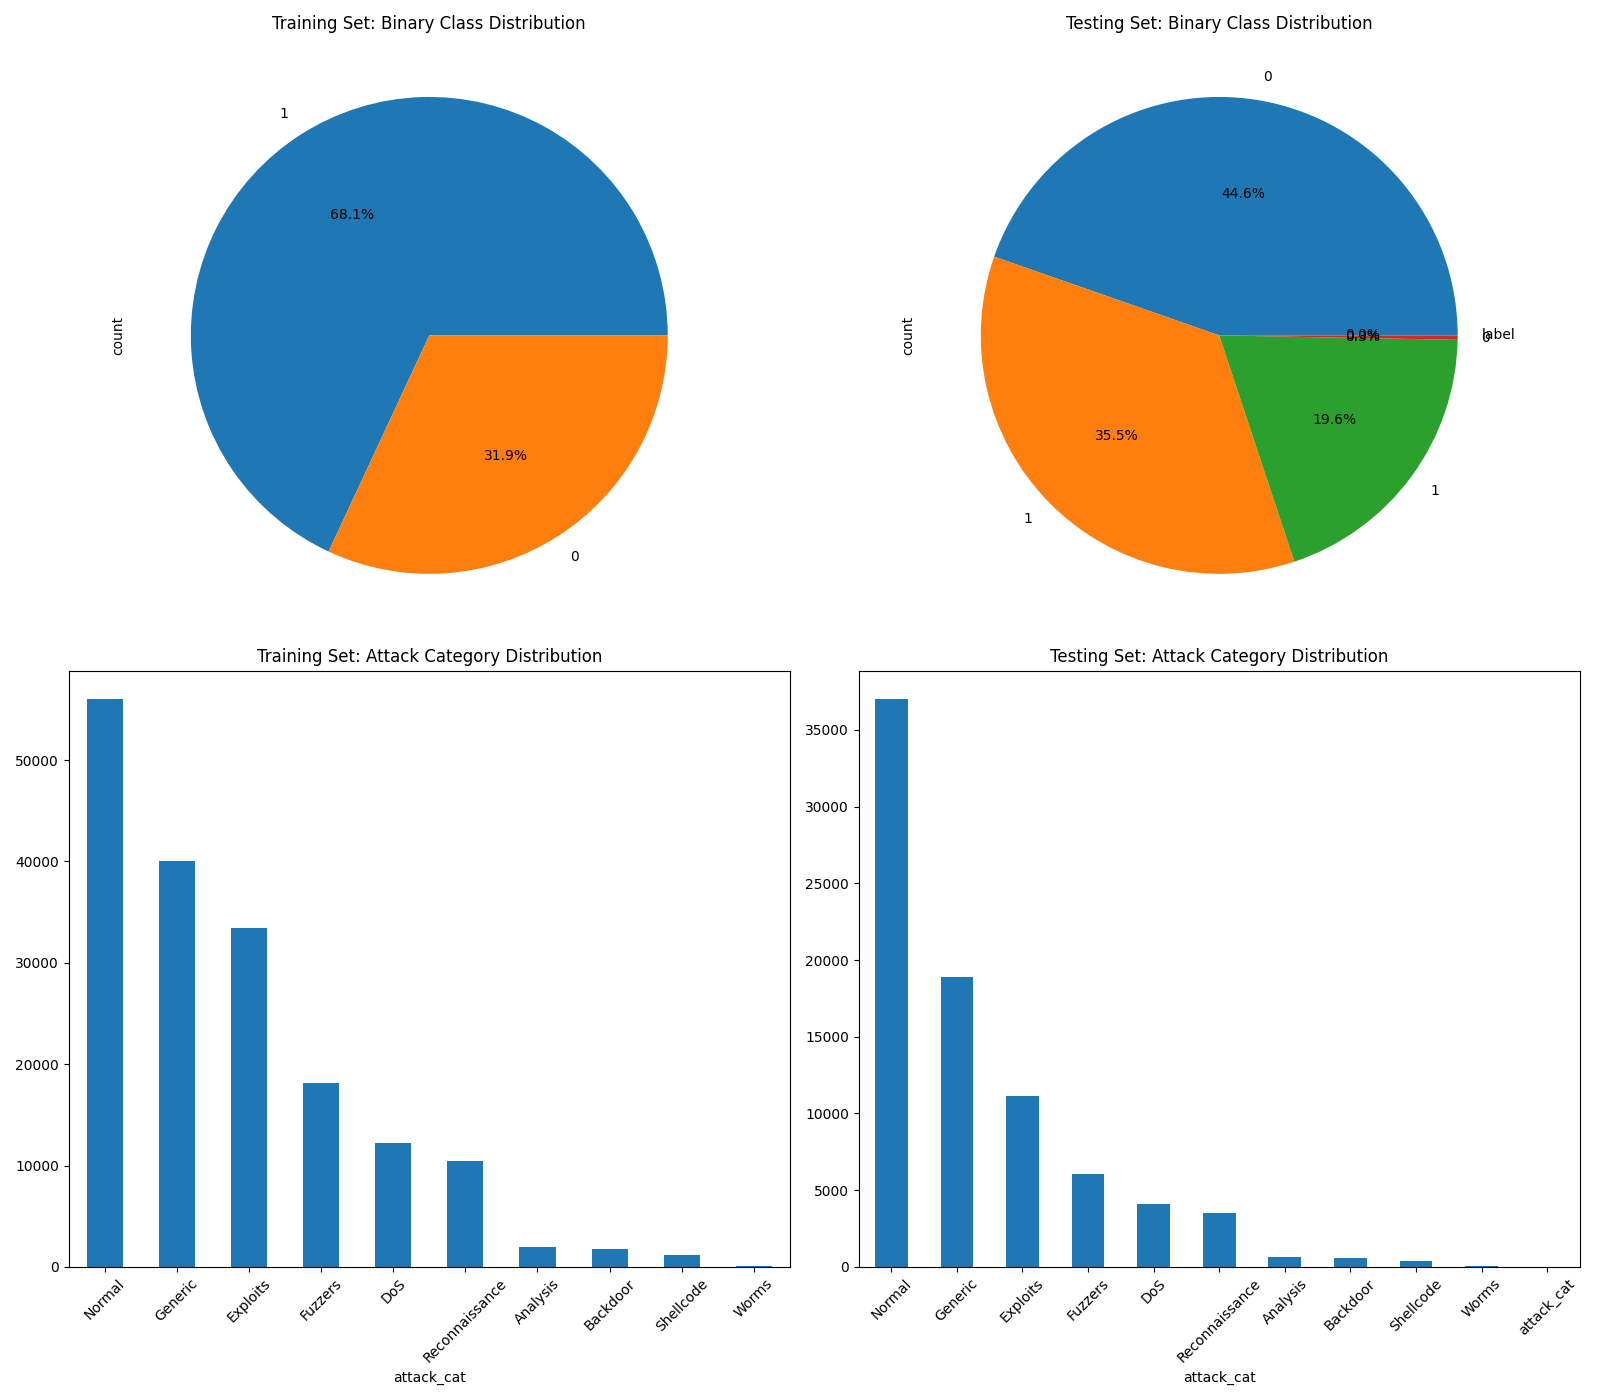 Training Set: Binary Class Distribution
1
68.1%
31.9%
0
count
Testing Set: Binary Class Distribution
0
44.6%
35.5%
1
19.6%
1
label
0
count
Training Set: Attack Category Distribution
50000
40000
30000
20000
10000
0
Normal
Generic
Exploits
Fuzzers
DoS
Reconnaissance
Analysis
Backdoor
Shellcode
Worms
attack_cat
Testing Set: Attack Category Distribution
35000
30000
25000
20000
15000
10000
5000
0
Normal
Generic
Exploits
Fuzzers
DoS
Reconnaissance
Analysis
Backdoor
Shellcode
Worms
attack_cat
attack_cat